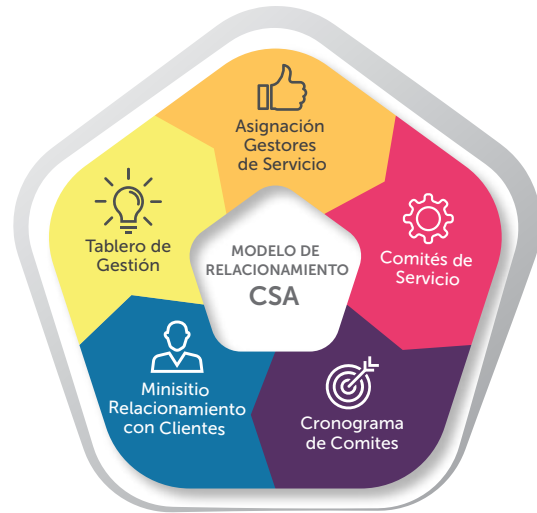 Asignación
Gestores
de Servicio
Comités de
Servicio
Cronograma
de Comites
Minisitio
Relacionamiento
con Clientes
Tablero de
Gestión
MODELO DE
RELACIONAMIENTO
CSA